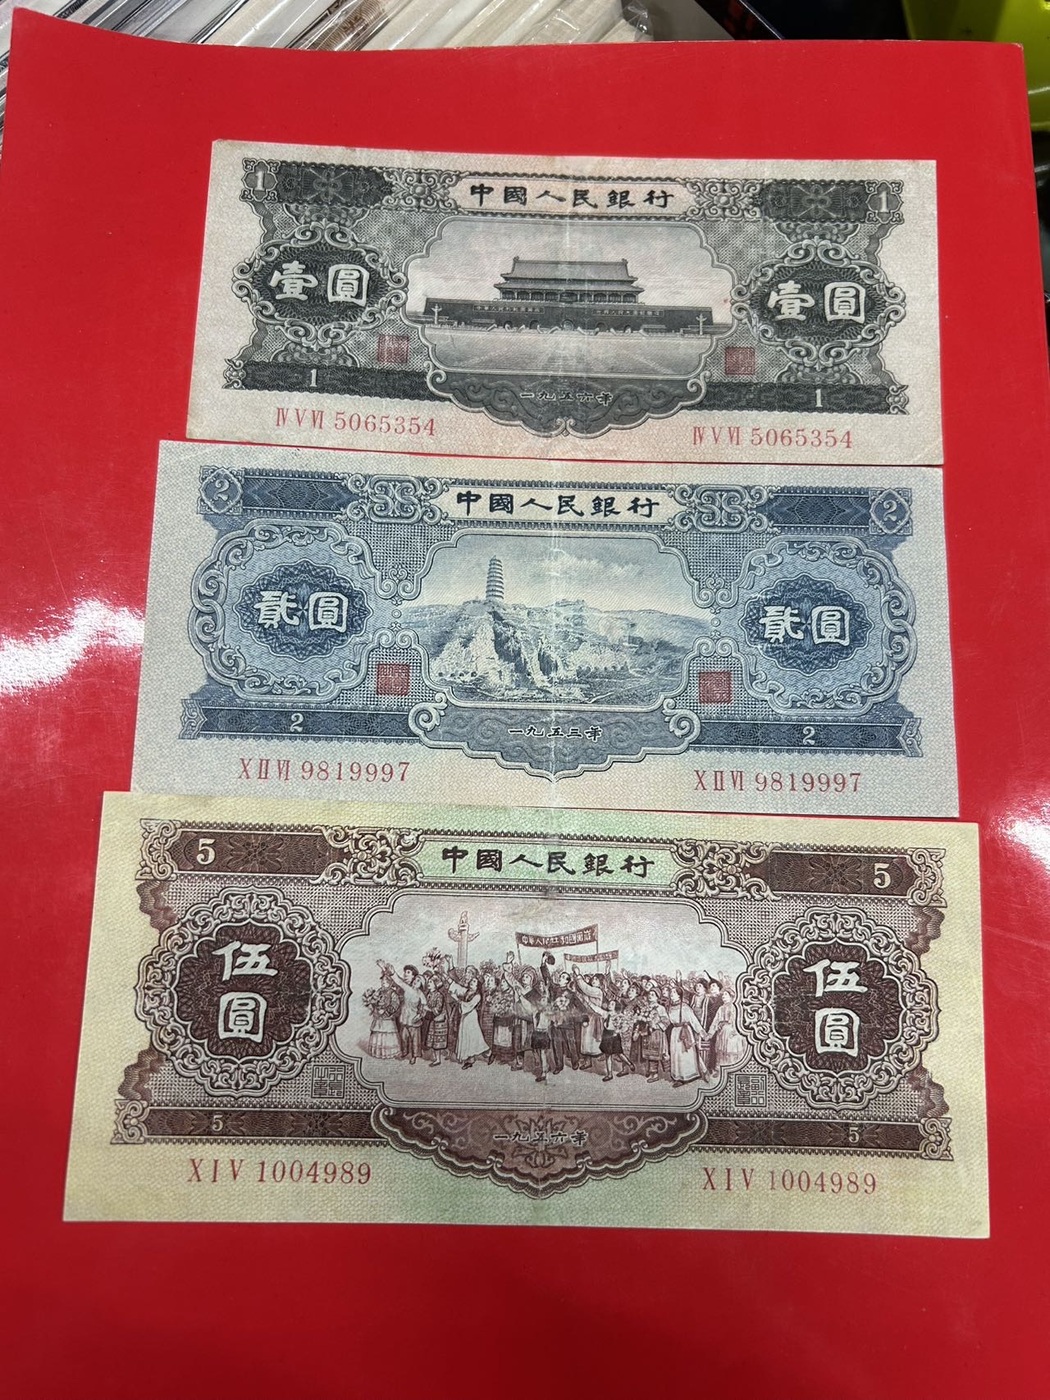 1 中國人民銀行 1
壹圓 壹圓
1 一九五六年 1
ⅣⅤⅥ 5065354 ⅣⅤⅥ 5065354
2 中國人民銀行 2
貳圓 貳圓
2 一九五三年 2
ⅩⅡⅥ 9819997 ⅩⅡⅥ 9819997
5 中國人民銀行 5
伍圓 伍圓
5 一九五六年 5
ⅩⅠⅤ 1004989 ⅩⅠⅤ 1004989